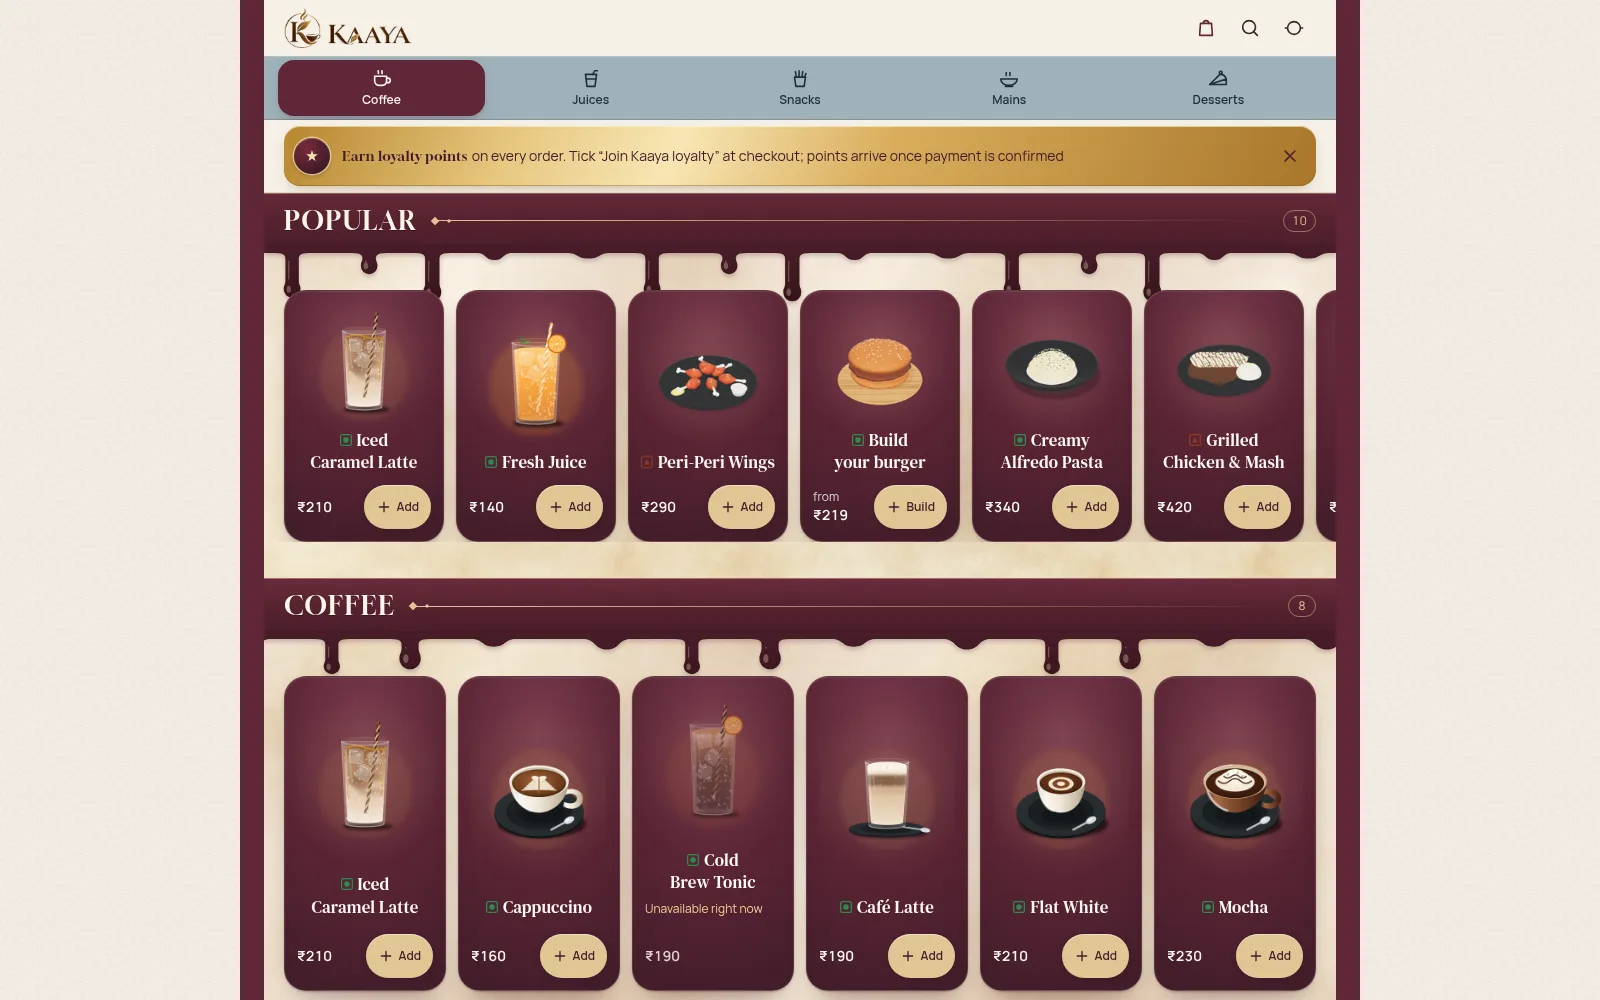 KAAYA
Coffee
Juices
Snacks
Mains
Desserts
Earn loyalty points on every order. Tick “Join Kaaya loyalty” at checkout; points arrive once payment is confirmed
POPULAR
10
Iced
Caramel Latte
₹210
Add
Fresh Juice
₹140
Add
Peri-Peri Wings
₹290
Add
Build
your burger
from
₹219
Build
Creamy
Alfredo Pasta
₹340
Add
Grilled
Chicken & Mash
₹420
Add
₹
COFFEE
8
Iced
Caramel Latte
₹210
Add
Cappuccino
₹160
Add
Cold
Brew Tonic
Unavailable right now
₹190
Café Latte
₹190
Add
Flat White
₹210
Add
Mocha
₹230
Add